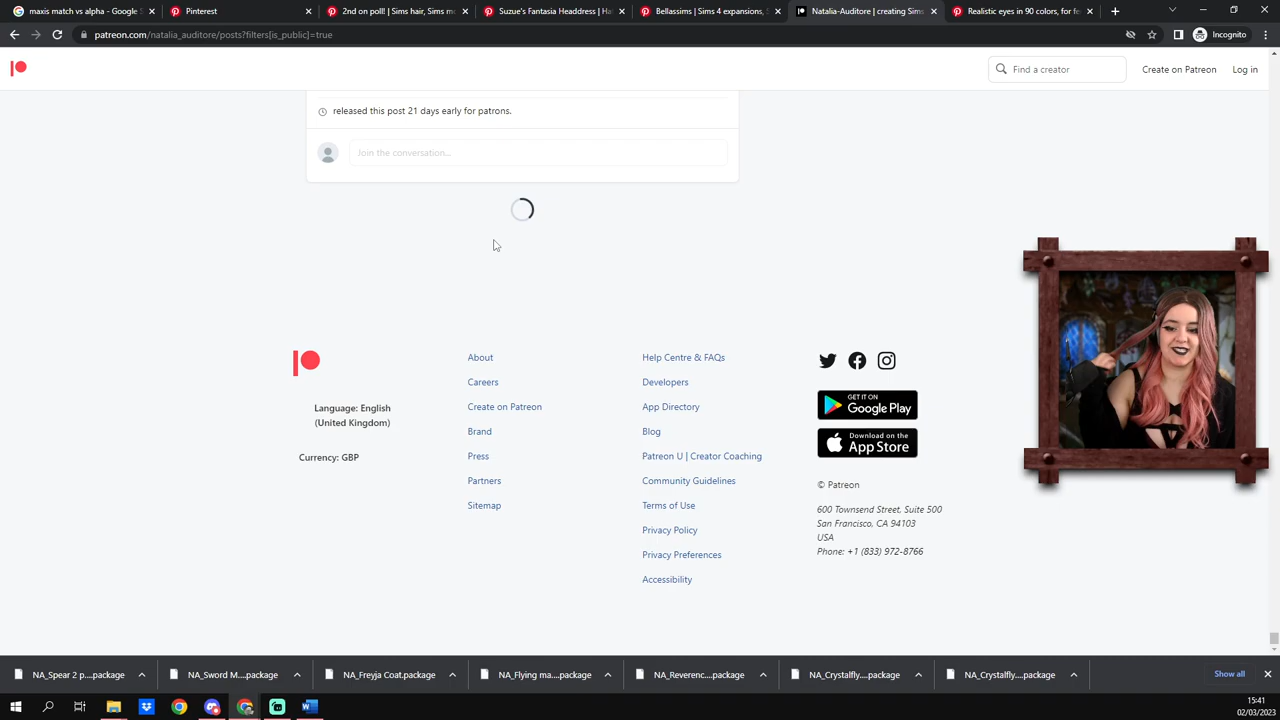 maxis match vs alpha - Google S
Pinterest
2nd on poll! | Sims hair, Sims mo
Suzue's Fantasia Headdress | Ha
Bellassims | Sims 4 expansions, S
Natalia-Auditore | creating Sims
Realistic eyes in 90 colors, for fe
patreon.com/natalia_auditore/posts?filters[is_public]=true
Incognito
Find a creator
Create on Patreon
Log in
released this post 21 days early for patrons.
Join the conversation...
About
Careers
Create on Patreon
Brand
Press
Partners
Sitemap
Help Centre & FAQs
Developers
App Directory
Blog
Patreon U | Creator Coaching
Community Guidelines
Terms of Use
Privacy Policy
Privacy Preferences
Accessibility
Language: English
(United Kingdom)
Currency: GBP
GET IT ON
Google Play
Download on the
App Store
© Patreon
600 Townsend Street, Suite 500
San Francisco, CA 94103
USA
Phone: +1 (833) 972-8766
NA_Spear 2 p....package
NA_Sword M....package
NA_Freyja Coat.package
NA_Flying ma....package
NA_Reverenc....package
NA_Crystalfly....package
NA_Crystalfly....package
Show all
15:41
02/03/2023